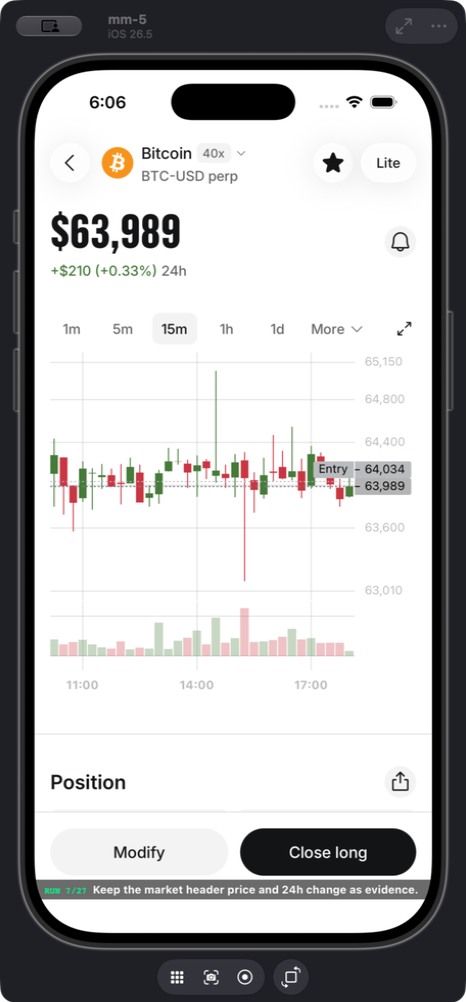 mm-5
iOS 26.5
6:06
Bitcoin 40x
BTC-USD perp
Lite
$63,989
+$210 (+0.33%) 24h
1m 5m 15m 1h 1d More
65,150
64,800
64,400
Entry 64,034
63,989
63,600
63,010
11:00 14:00 17:00
Position
Modify Close long
RUN 7/27 Keep the market header price and 24h change as evidence.